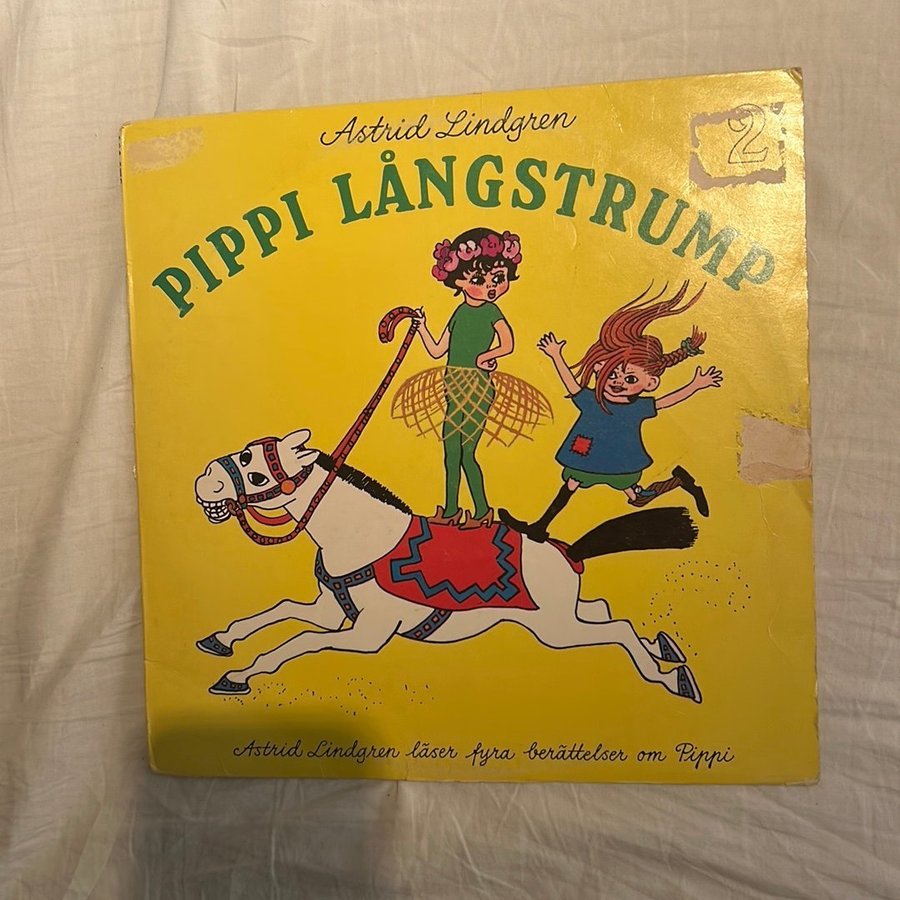 Astrid Lindgren
2
PIPPI LÅNGSTRUMP
Astrid Lindgren läser fyra berättelser om Pippi